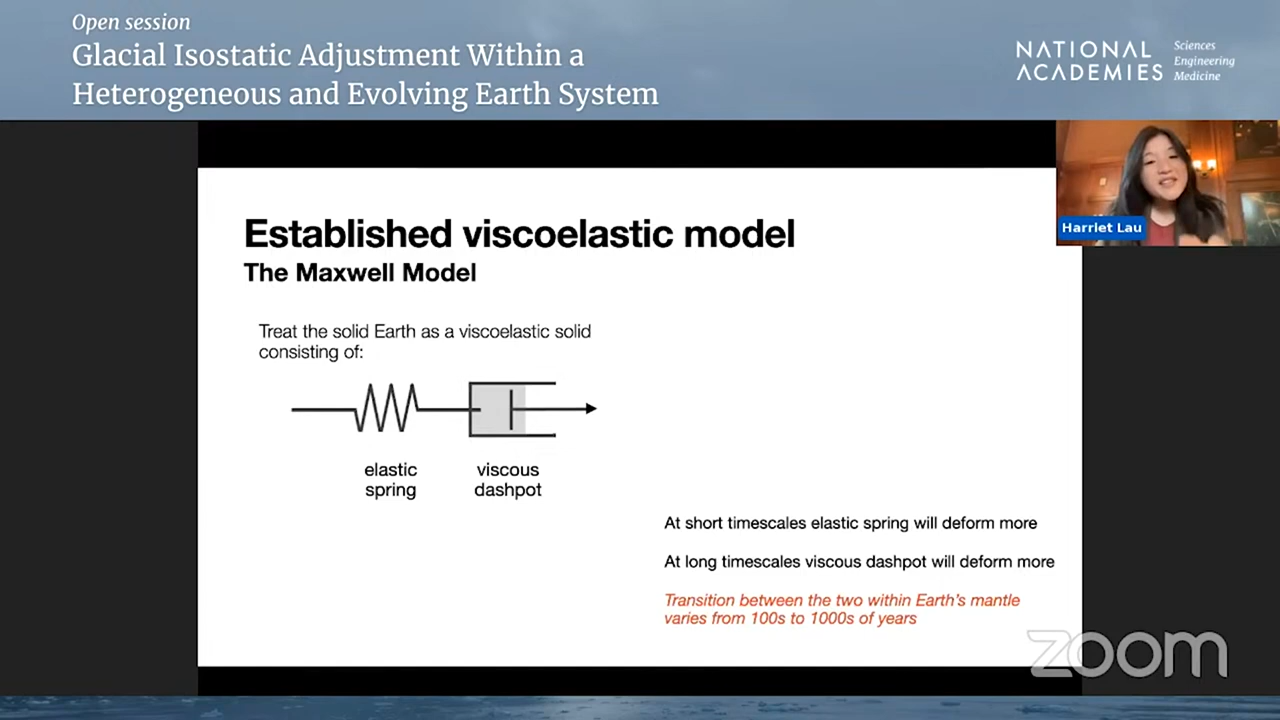 Open session
Glacial Isostatic Adjustment Within a
Heterogeneous and Evolving Earth System
NATIONAL
ACADEMIES
Sciences
Engineering
Medicine
Harriet Lau
Established viscoelastic model
The Maxwell Model
Treat the solid Earth as a viscoelastic solid
consisting of:
elastic
spring
viscous
dashpot
At short timescales elastic spring will deform more
At long timescales viscous dashpot will deform more
Transition between the two within Earth's mantle
varies from 100s to 1000s of years
zoom